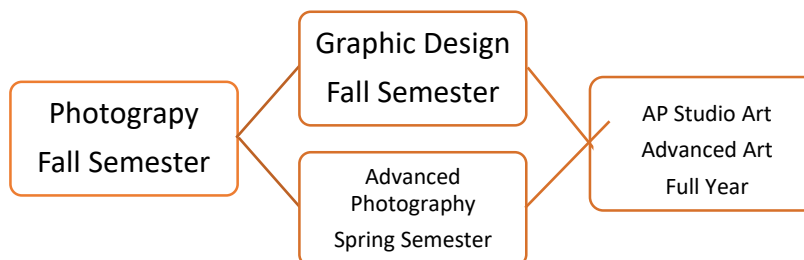 Photograpy
Fall Semester
Graphic Design
Fall Semester
Advanced
Photography
Spring Semester
AP Studio Art
Advanced Art
Full Year